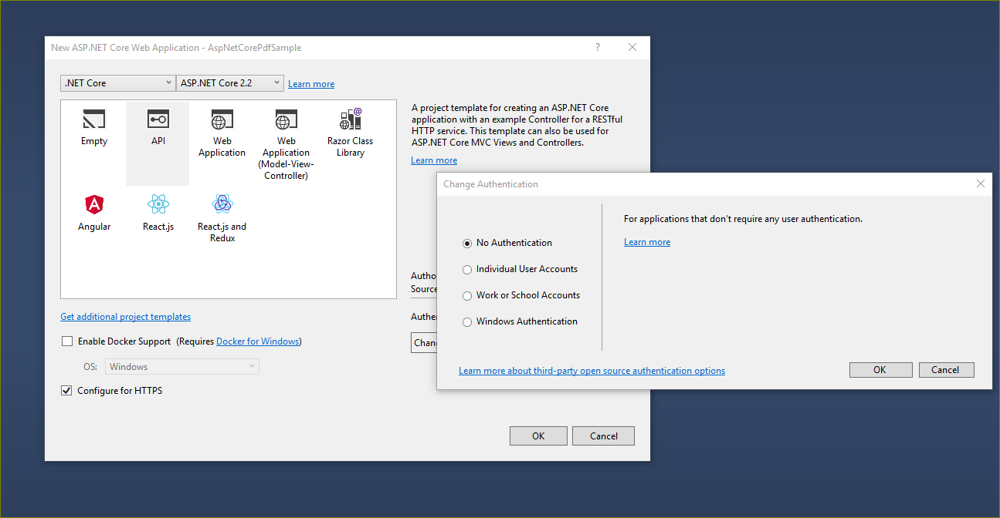 New ASP.NET Core Web Application - AspNetCorePdfSample
?
.NET Core
ASP.NET Core 2.2
Learn more
Empty
API
Web
Application
Web
Application
(Model-View-
Controller)
Razor Class
Library
Angular
React.js
React.js and
Redux
A project template for creating an ASP.NET Core
application with an example Controller for a RESTful
HTTP service. This template can also be used for
ASP.NET Core MVC Views and Controllers.
Learn more
Autho
Source
Authe
Chan
Get additional project templates
Enable Docker Support (Requires Docker for Windows)
OS: Windows
Configure for HTTPS
OK
Cancel
Change Authentication
No Authentication
Individual User Accounts
Work or School Accounts
Windows Authentication
For applications that don't require any user authentication.
Learn more
Learn more about third-party open source authentication options
OK
Cancel